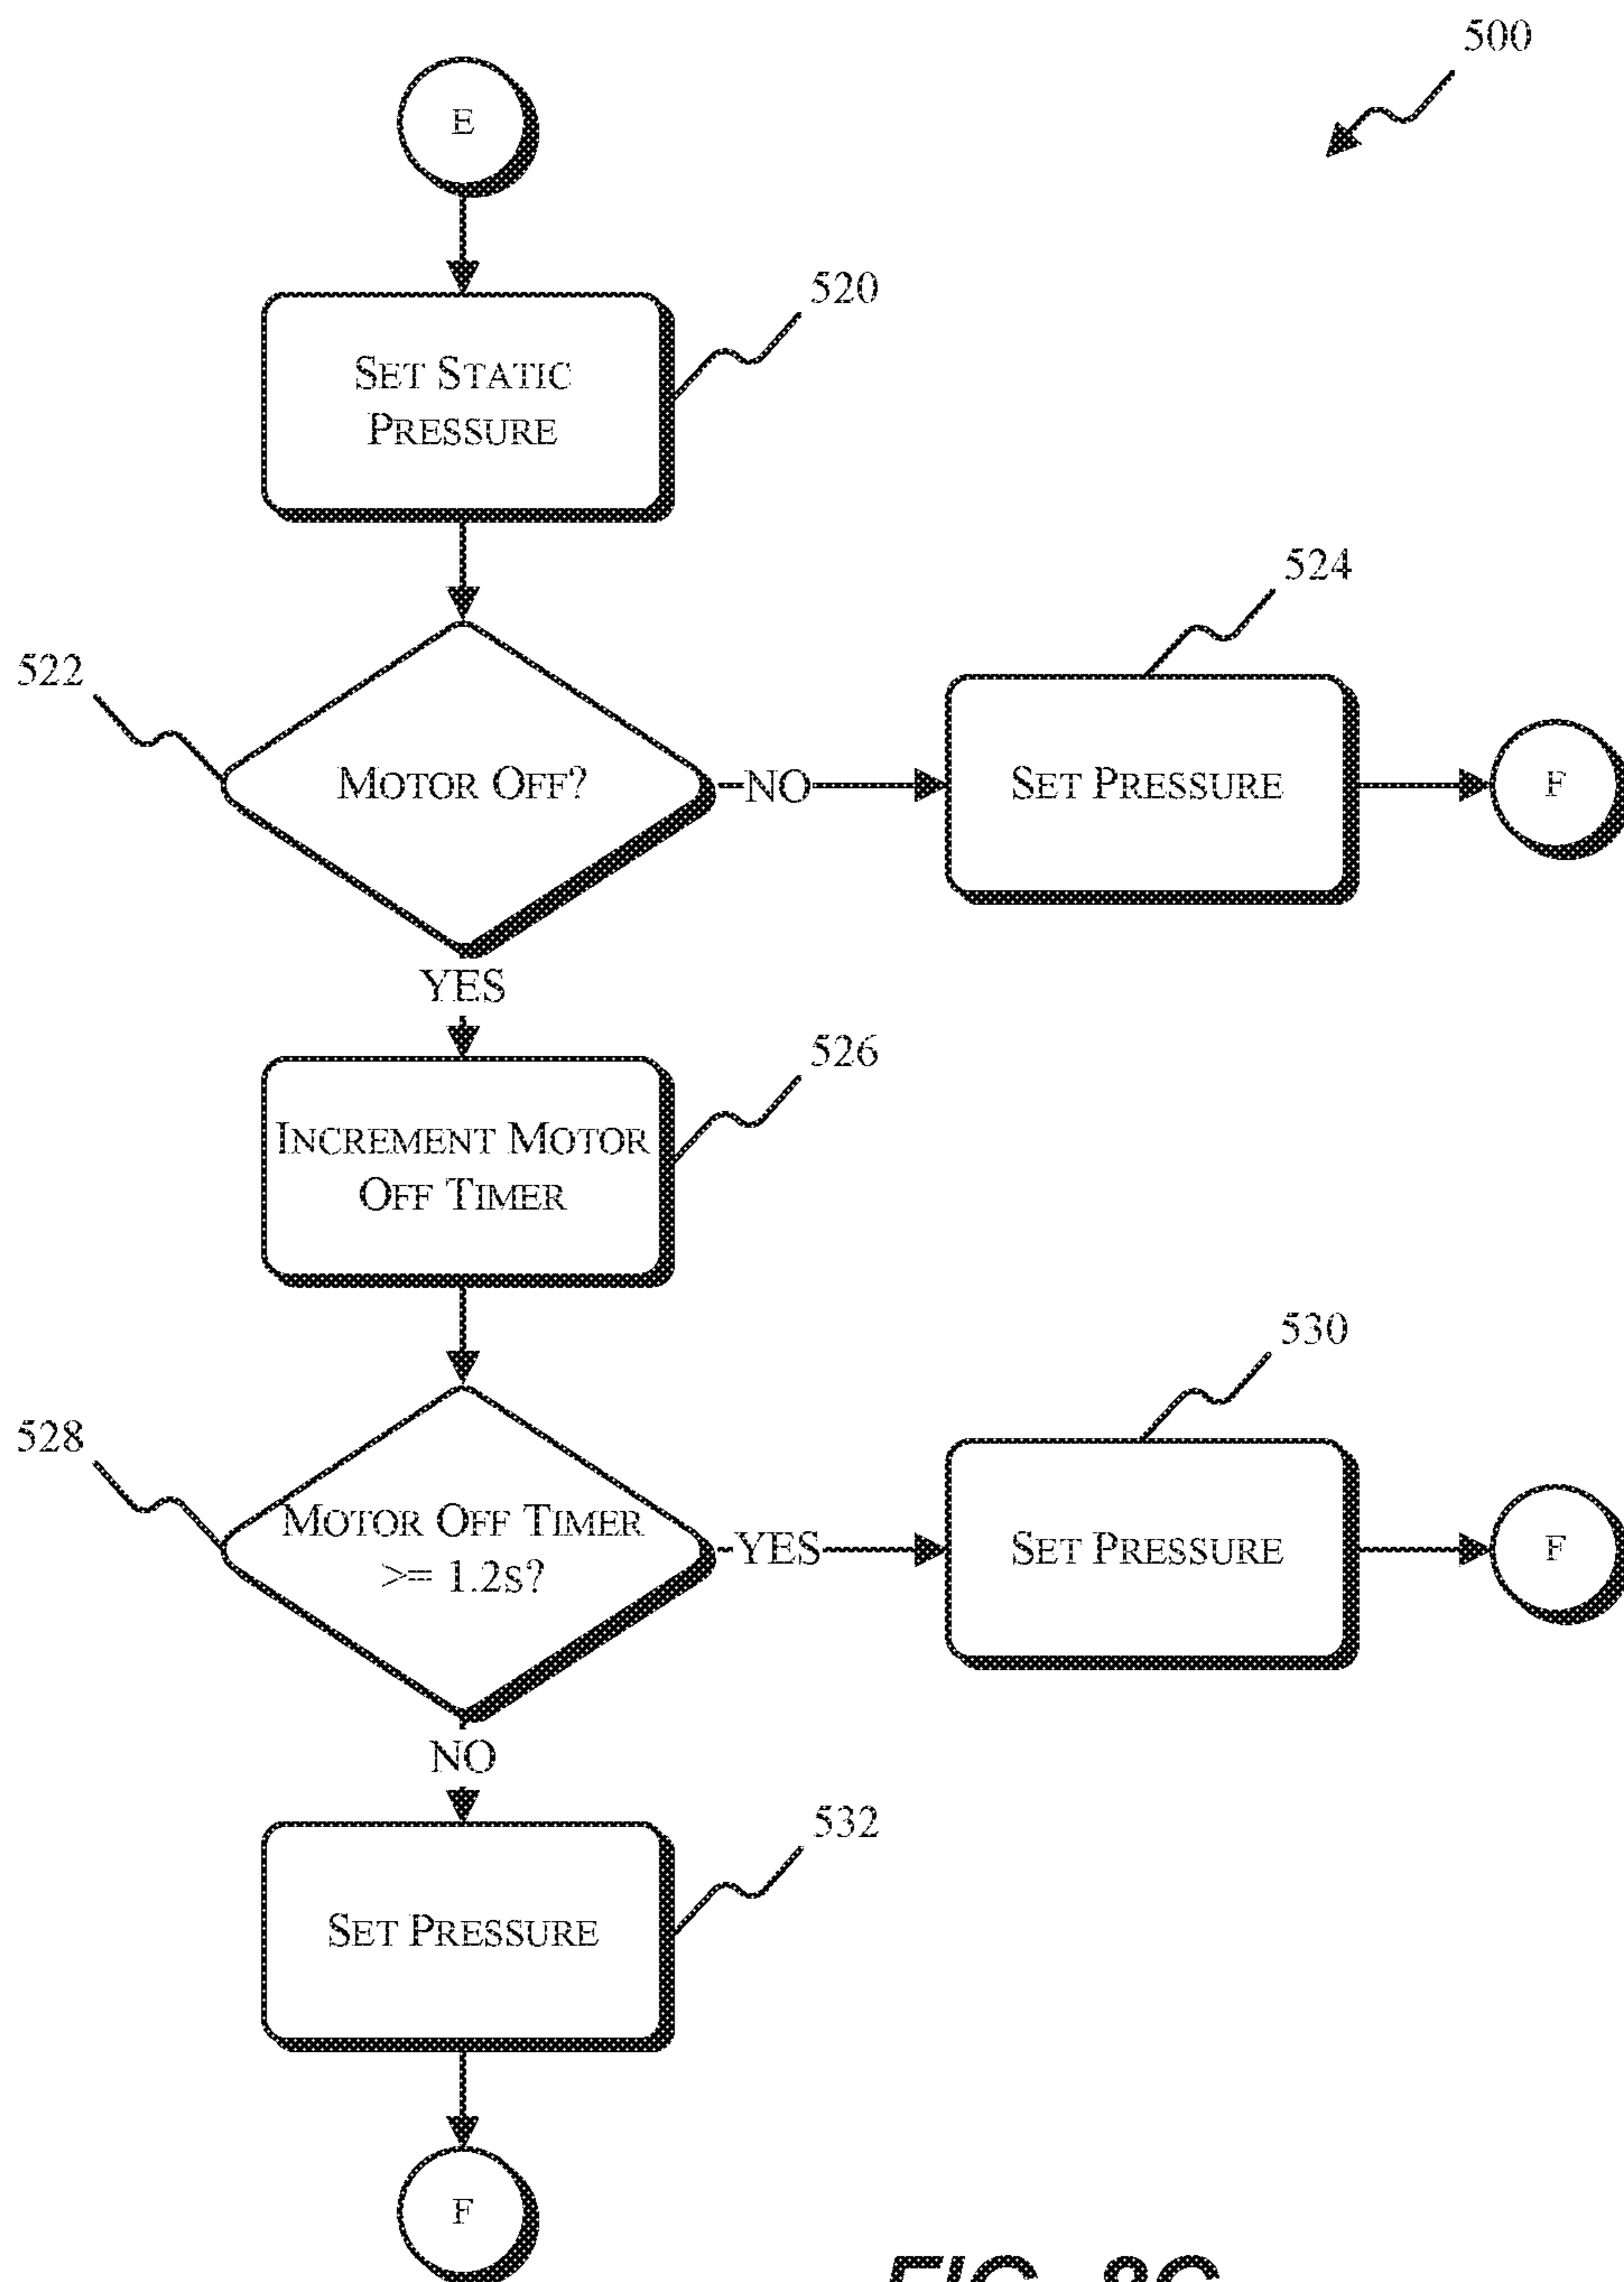 500
E
520
SET STATIC
PRESSURE
524
522
MOTOR OFF?
NO
SET PRESSURE
F
YES
526
INCREMENT MOTOR
OFF TIMER
530
528
MOTOR OFF TIMER
>= 1.2S?
YES
SET PRESSURE
F
NO
532
SET PRESSURE
F